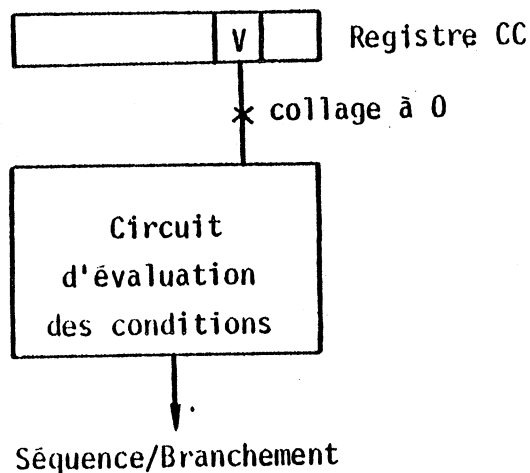 V
Registre CC
collage à 0
Circuit
d'évaluation
des conditions
Séquence/Branchement